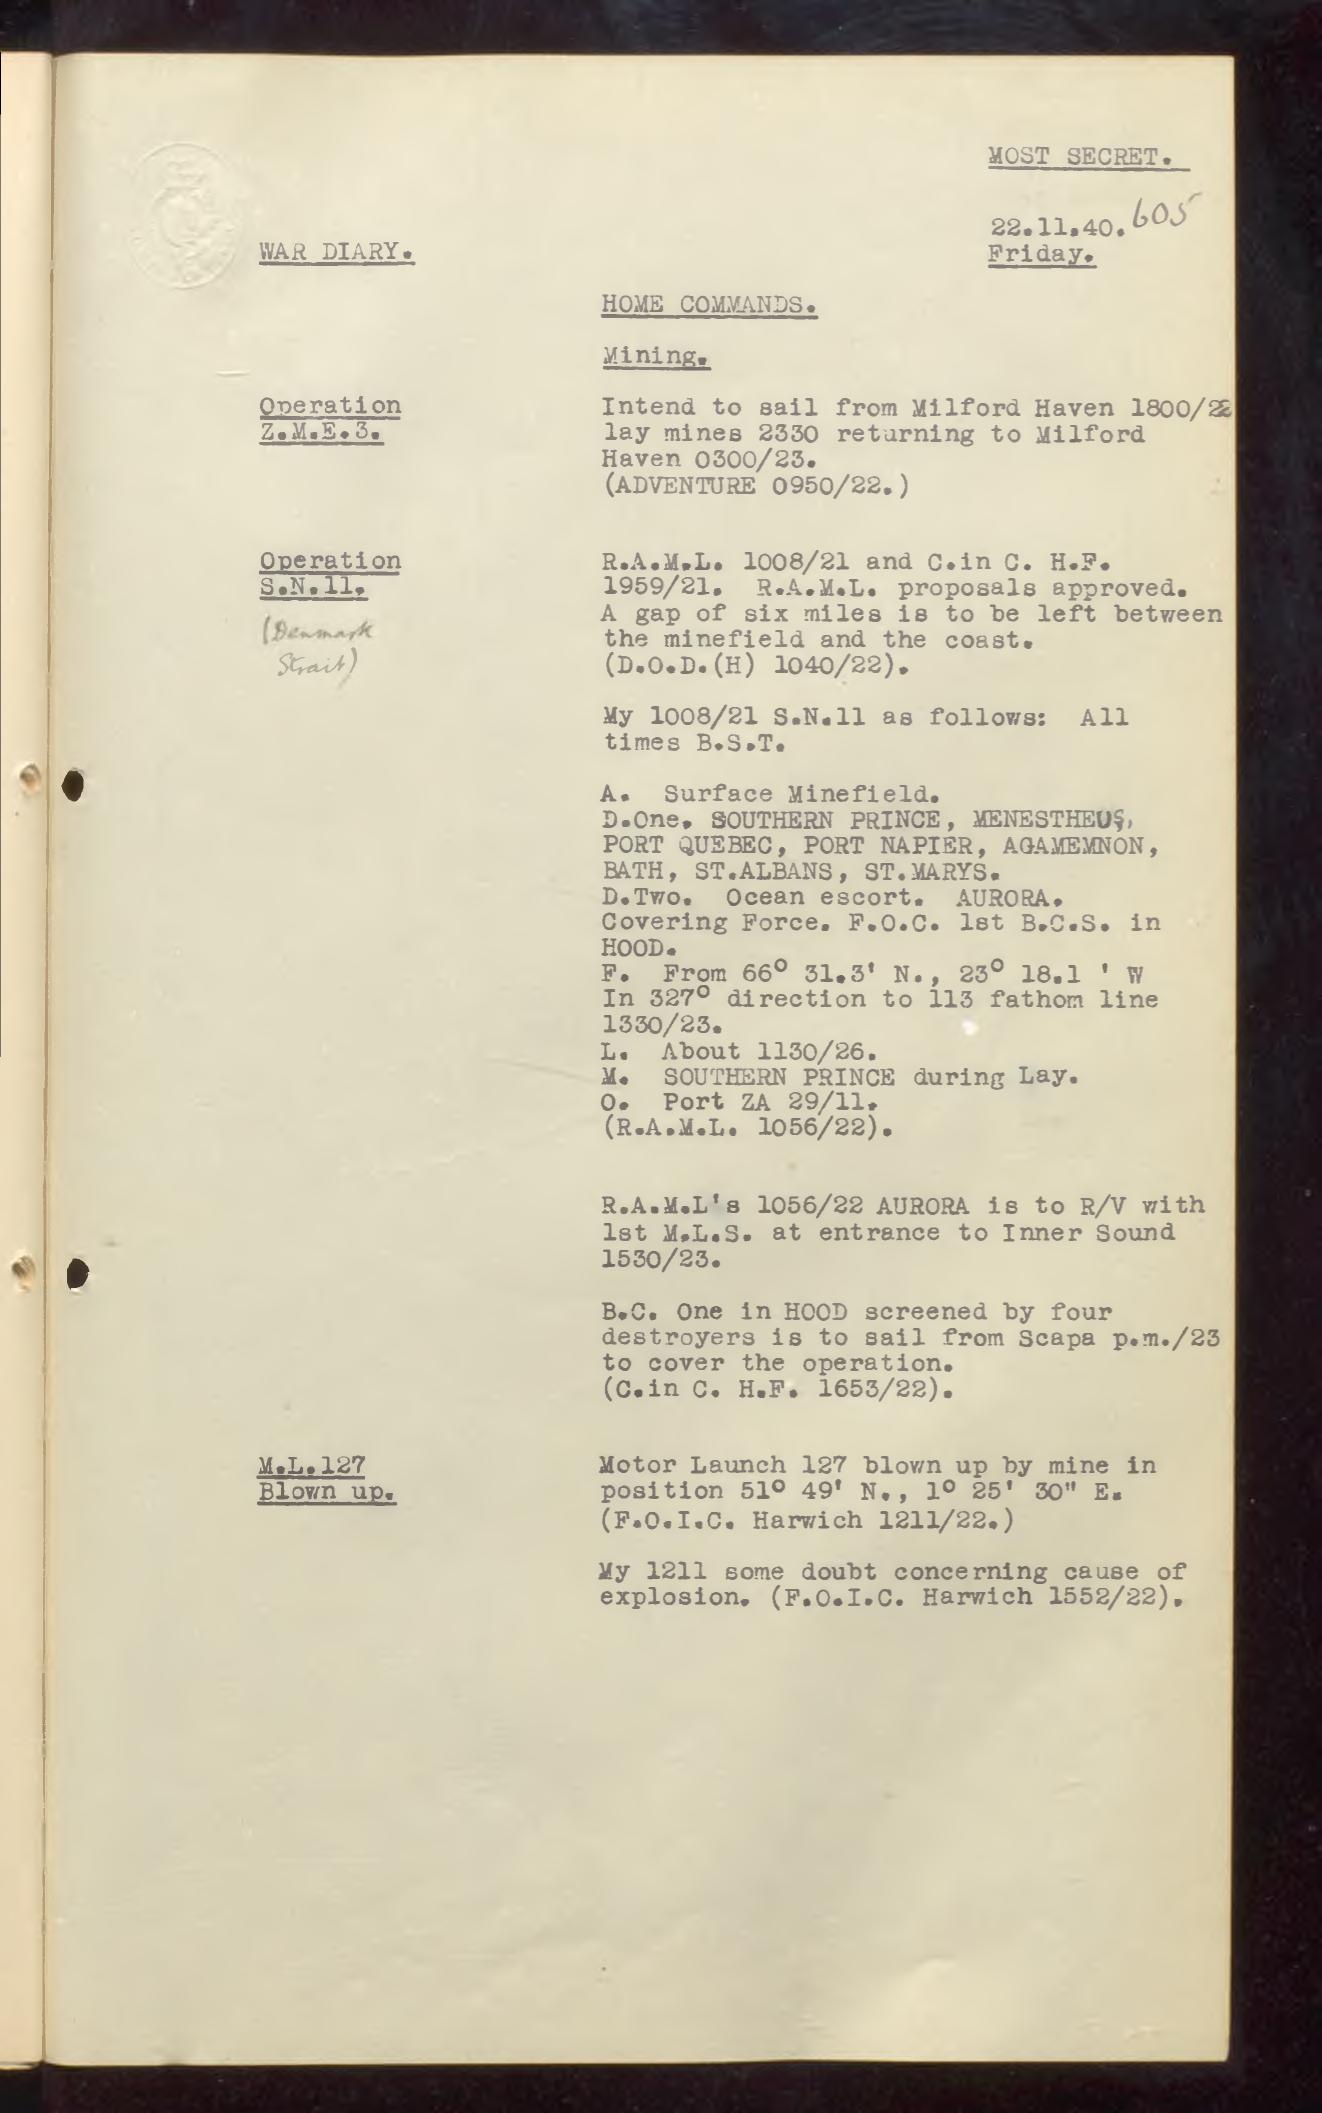 MOST SECRET.
22.11.40. 605
Friday.
WAR DIARY.
HOME COMMANDS.
Mining.
Operation
Z.M.E.3.
Intend to sail from Milford Haven 1800/22
lay mines 2330 returning to Milford
Haven 0300/23.
(ADVENTURE 0950/22.)
Operation
S.N.11.
(Denmark
Strait)
R.A.M.L. 1008/21 and C.in C. H.F.
1959/21. R.A.M.L. proposals approved.
A gap of six miles is to be left between
the minefield and the coast.
(D.O.D.(H) 1040/22).
My 1008/21 S.N.11 as follows: All
times B.S.T.
A. Surface Minefield.
D.One. SOUTHERN PRINCE, MENESTHEUS,
PORT QUEBEC, PORT NAPIER, AGAMEMNON,
BATH, ST.ALBANS, ST.MARYS.
D.Two. Ocean escort. AURORA.
Covering Force. F.O.C. 1st B.C.S. in
HOOD.
F. From 66° 31.3' N., 23° 18.1 ' W
In 327° direction to 113 fathom line
1330/23.
L. About 1130/26.
M. SOUTHERN PRINCE during Lay.
O. Port ZA 29/11.
(R.A.M.L. 1056/22).
R.A.M.L's 1056/22 AURORA is to R/V with
1st M.L.S. at entrance to Inner Sound
1530/23.
B.C. One in HOOD screened by four
destroyers is to sail from Scapa p.m./23
to cover the operation.
(C.in C. H.F. 1653/22).
M.L.127
Blown up.
Motor Launch 127 blown up by mine in
position 51° 49' N., 1° 25' 30" E.
(F.O.I.C. Harwich 1211/22.)
My 1211 some doubt concerning cause of
explosion. (F.O.I.C. Harwich 1552/22).